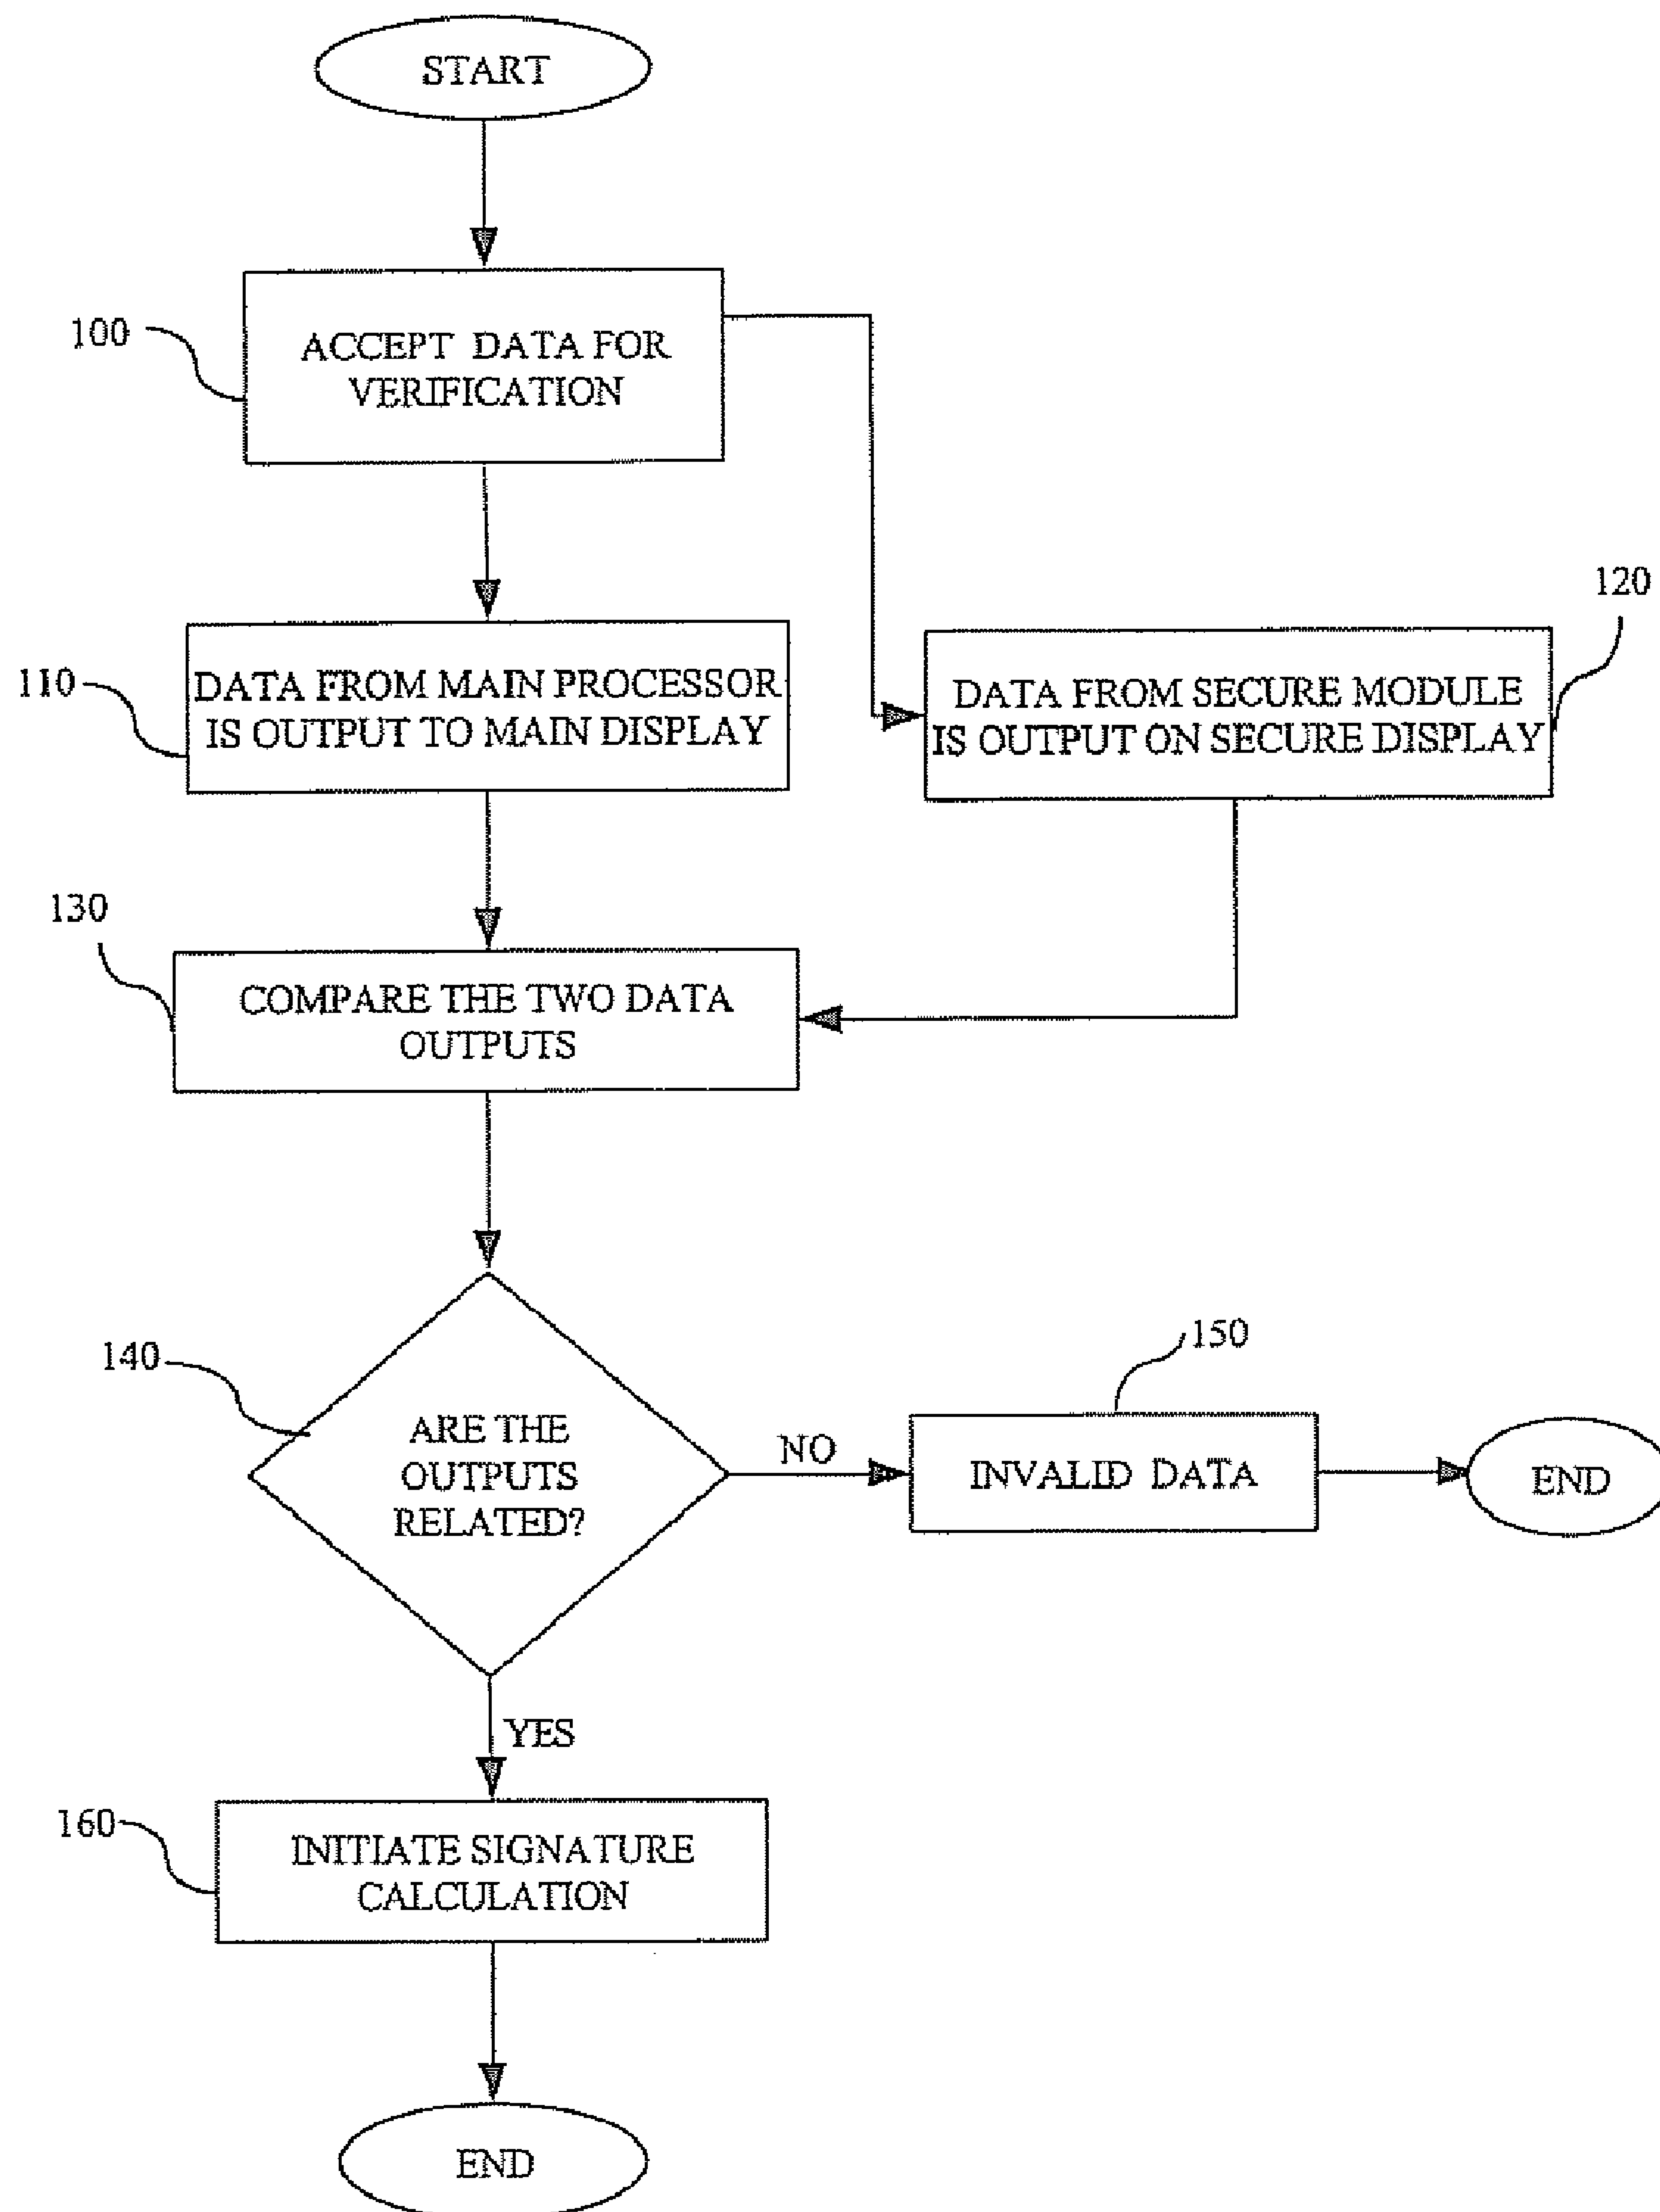 START
100
ACCEPT DATA FOR
VERIFICATION
110
DATA FROM MAIN PROCESSOR
IS OUTPUT TO MAIN DISPLAY
120
DATA FROM SECURE MODULE
IS OUTPUT ON SECURE DISPLAY
130
COMPARE THE TWO DATA
OUTPUTS
140
ARE THE
OUTPUTS
RELATED?
NO
150
INVALID DATA
END
YES
160
INITIATE SIGNATURE
CALCULATION
END